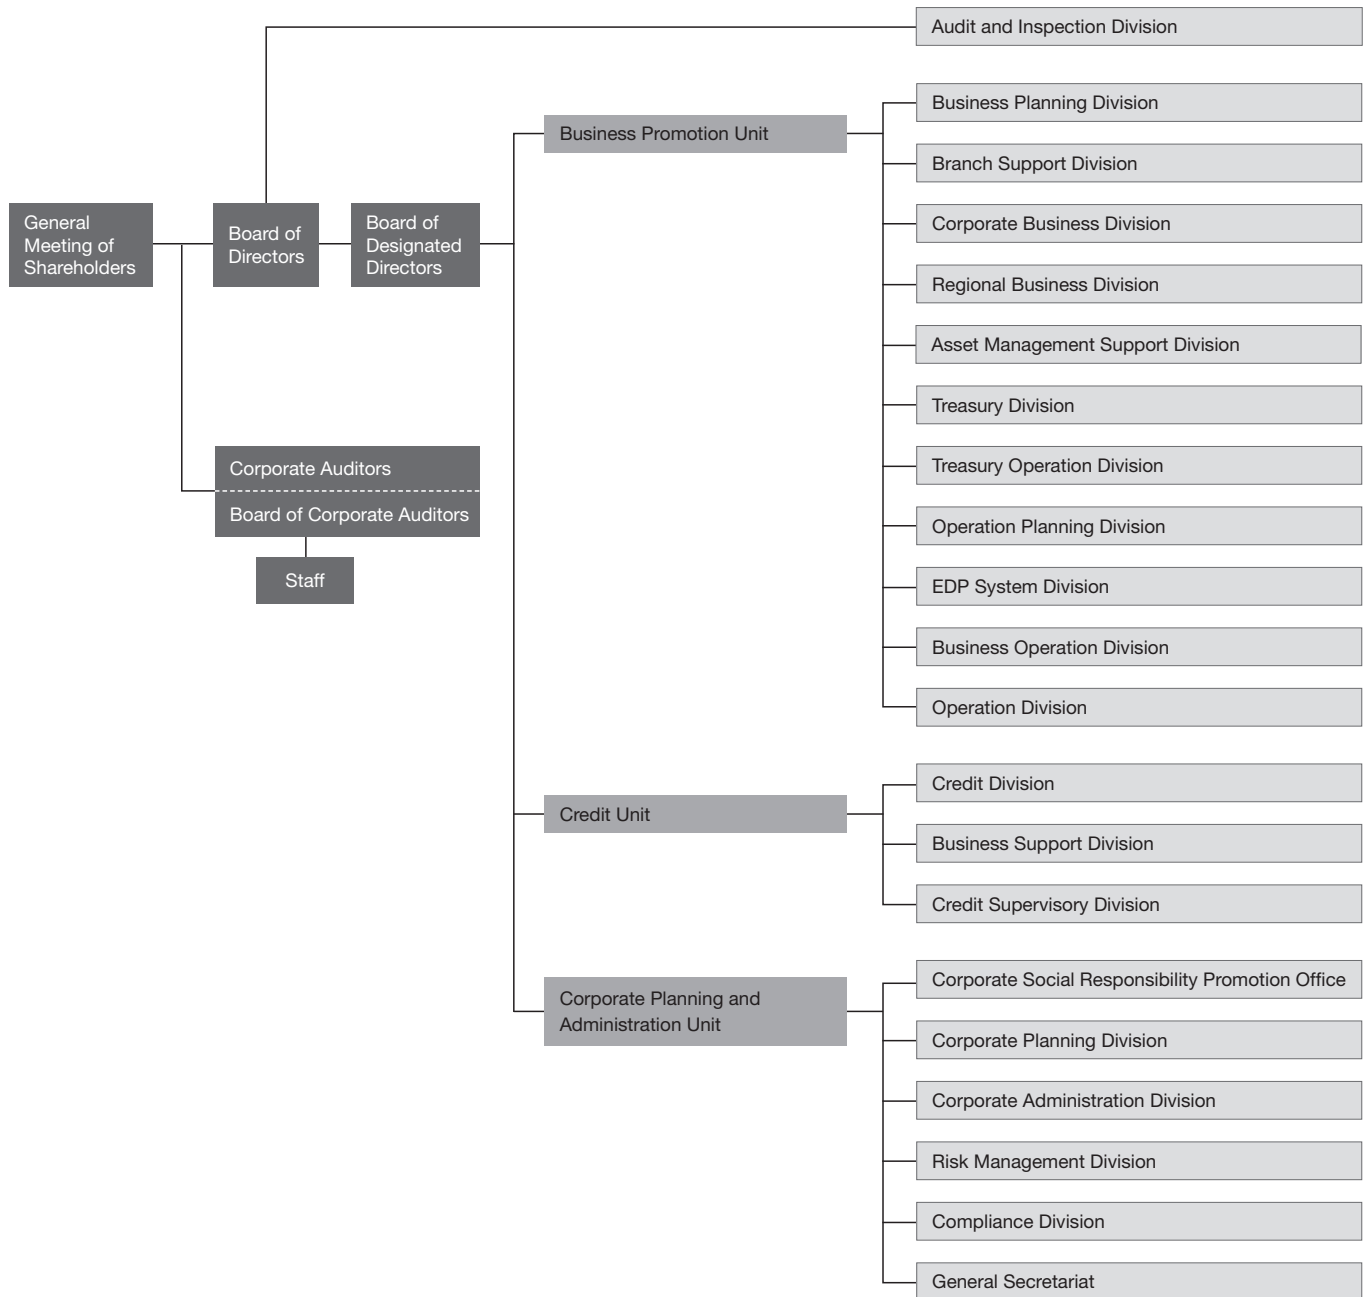 Audit and Inspection Division
General
Meeting of
Shareholders
Board of
Directors
Board of
Designated
Directors
Corporate Auditors
Board of Corporate Auditors
Staff
Business Promotion Unit
Business Planning Division
Branch Support Division
Corporate Business Division
Regional Business Division
Asset Management Support Division
Treasury Division
Treasury Operation Division
Operation Planning Division
EDP System Division
Business Operation Division
Operation Division
Credit Unit
Credit Division
Business Support Division
Credit Supervisory Division
Corporate Planning and
Administration Unit
Corporate Social Responsibility Promotion Office
Corporate Planning Division
Corporate Administration Division
Risk Management Division
Compliance Division
General Secretariat